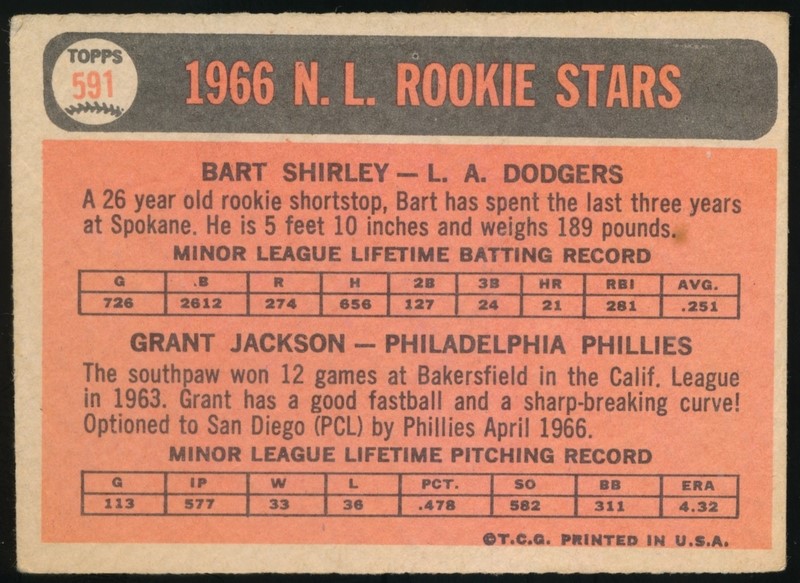 TOPPS
591
1966 N. L. ROOKIE STARS
BART SHIRLEY — L. A. DODGERS
A 26 year old rookie shortstop, Bart has spent the last three years
at Spokane. He is 5 feet 10 inches and weighs 189 pounds.
MINOR LEAGUE LIFETIME BATTING RECORD
G .B R H 2B 3B HR RBI AVG.
726 2612 274 656 127 24 21 281 .251
GRANT JACKSON — PHILADELPHIA PHILLIES
The southpaw won 12 games at Bakersfield in the Calif. League
in 1963. Grant has a good fastball and a sharp-breaking curve!
Optioned to San Diego (PCL) by Phillies April 1966.
MINOR LEAGUE LIFETIME PITCHING RECORD
G IP W L PCT. SO BB ERA
113 577 33 36 .478 582 311 4.32
©T.C.G. PRINTED IN U.S.A.